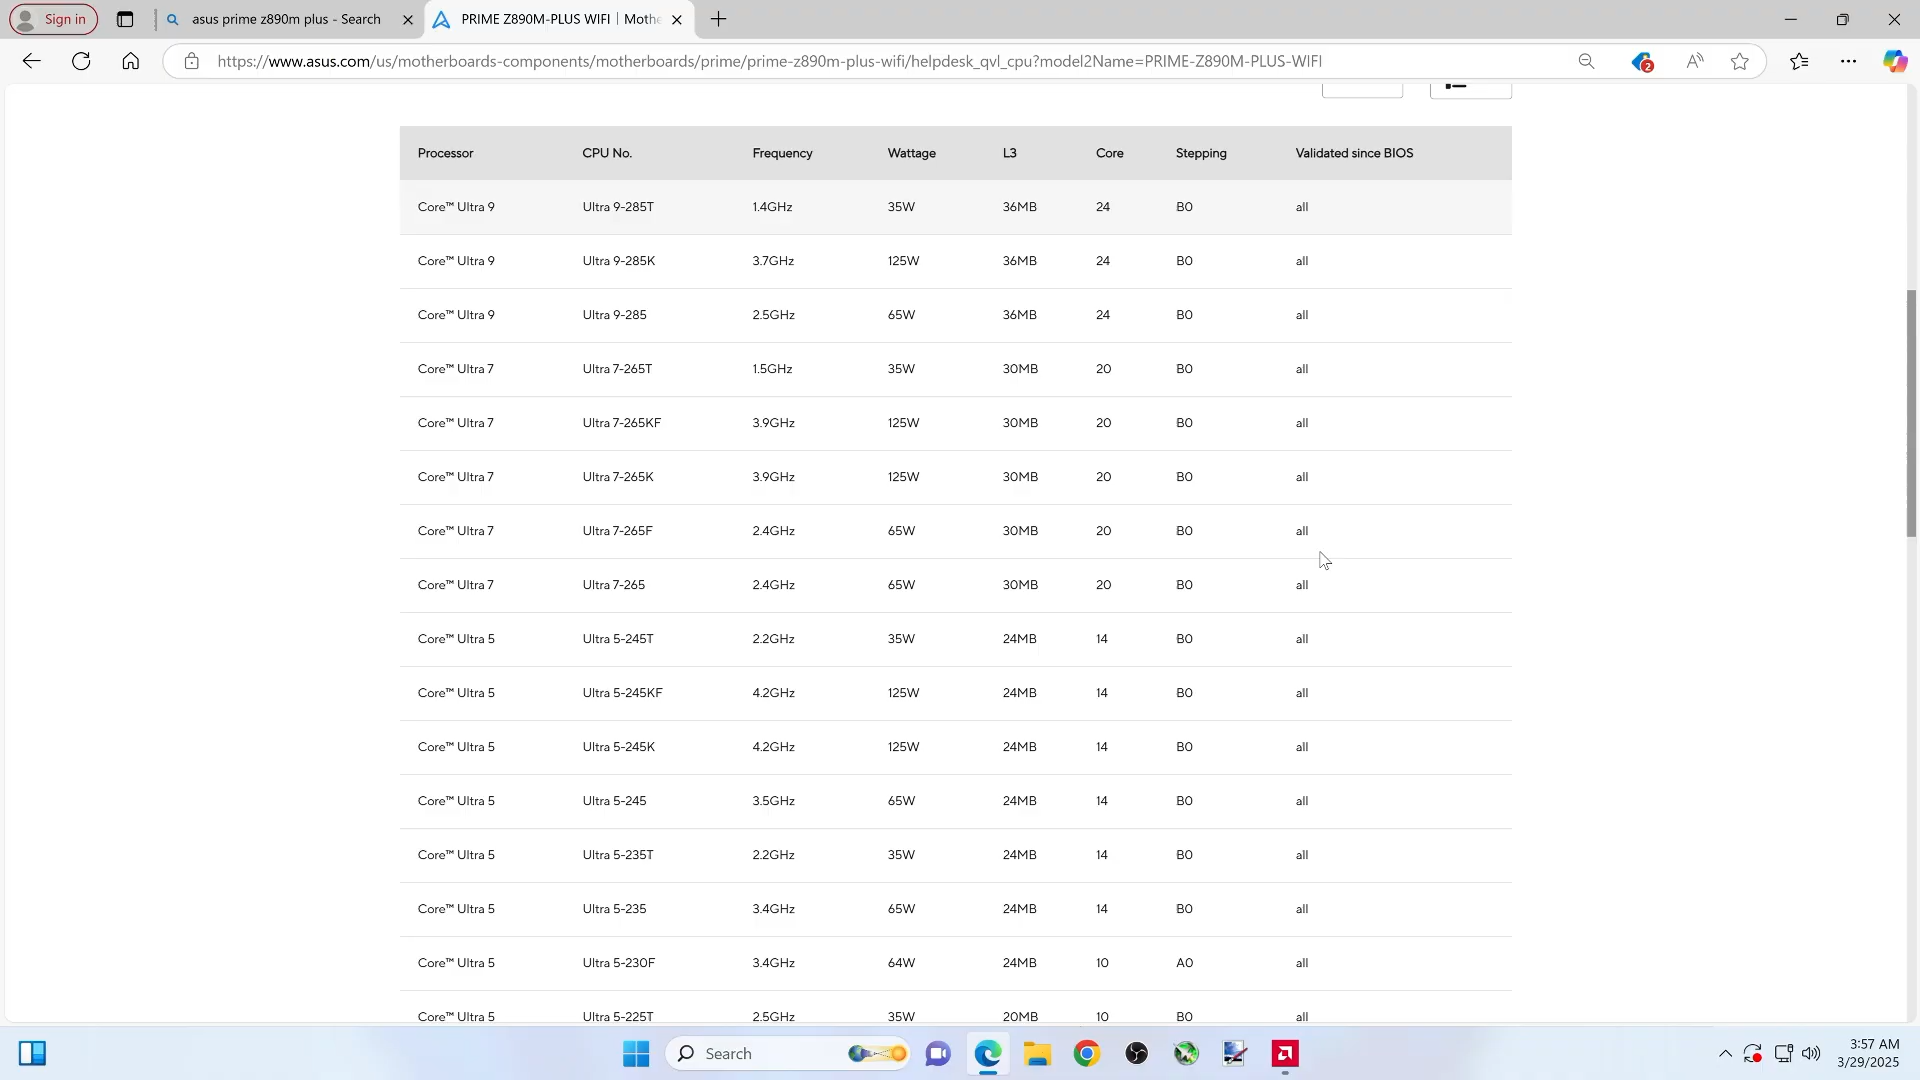 Sign in
asus prime z890m plus - Search
PRIME Z890M-PLUS WIFI | Mothe
https://www.asus.com/us/motherboards-components/motherboards/prime/prime-z890m-plus-wifi/helpdesk_qvl_cpu?model2Name=PRIME-Z890M-PLUS-WIFI
2
Processor CPU No. Frequency Wattage L3 Core Stepping Validated since BIOS
Core™ Ultra 9 Ultra 9-285T 1.4GHz 35W 36MB 24 B0 all
Core™ Ultra 9 Ultra 9-285K 3.7GHz 125W 36MB 24 B0 all
Core™ Ultra 9 Ultra 9-285 2.5GHz 65W 36MB 24 B0 all
Core™ Ultra 7 Ultra 7-265T 1.5GHz 35W 30MB 20 B0 all
Core™ Ultra 7 Ultra 7-265KF 3.9GHz 125W 30MB 20 B0 all
Core™ Ultra 7 Ultra 7-265K 3.9GHz 125W 30MB 20 B0 all
Core™ Ultra 7 Ultra 7-265F 2.4GHz 65W 30MB 20 B0 all
Core™ Ultra 7 Ultra 7-265 2.4GHz 65W 30MB 20 B0 all
Core™ Ultra 5 Ultra 5-245T 2.2GHz 35W 24MB 14 B0 all
Core™ Ultra 5 Ultra 5-245KF 4.2GHz 125W 24MB 14 B0 all
Core™ Ultra 5 Ultra 5-245K 4.2GHz 125W 24MB 14 B0 all
Core™ Ultra 5 Ultra 5-245 3.5GHz 65W 24MB 14 B0 all
Core™ Ultra 5 Ultra 5-235T 2.2GHz 35W 24MB 14 B0 all
Core™ Ultra 5 Ultra 5-235 3.4GHz 65W 24MB 14 B0 all
Core™ Ultra 5 Ultra 5-230F 3.4GHz 64W 24MB 10 A0 all
Core™ Ultra 5 Ultra 5-225T 2.5GHz 35W 20MB 10 B0 all
Search
3:57 AM
3/29/2025